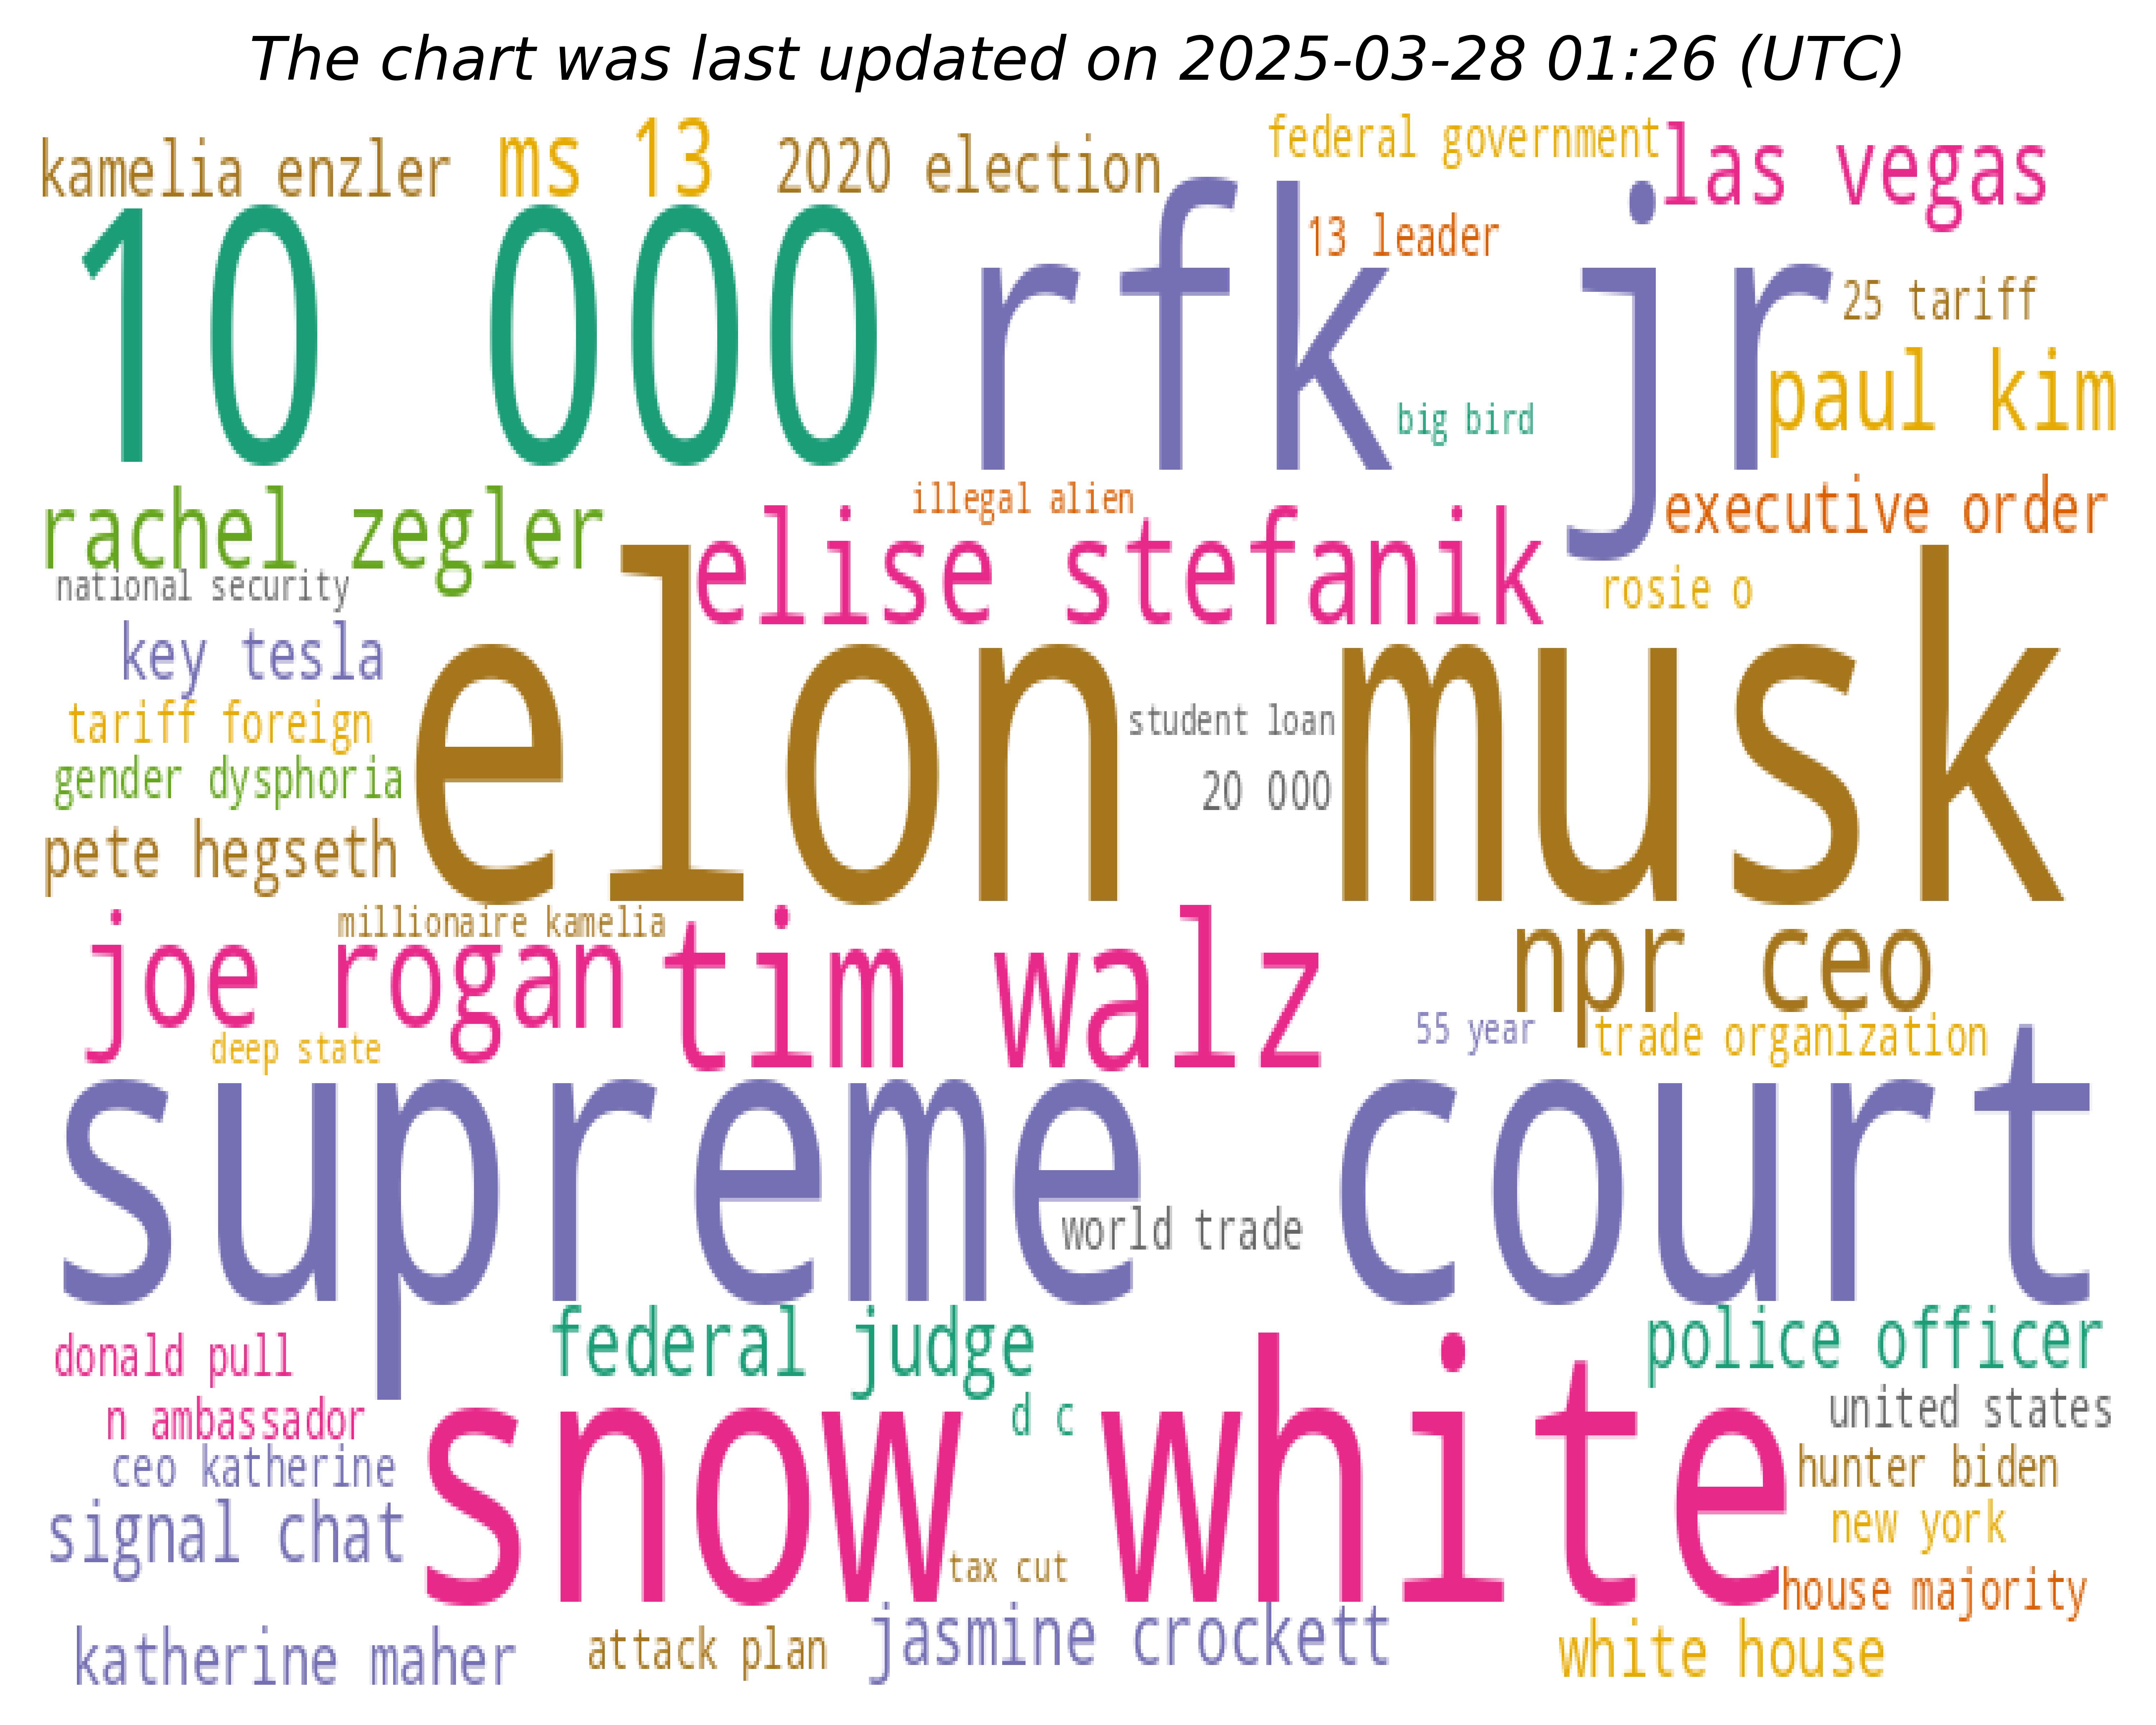 The chart was last updated on 2025-03-28 01:26 (UTC)
kamelia enzler
ms 13
2020 election
federal government
las vegas
10 000
rfk jr
13 leader
25 tariff
big bird
paul kim
rachel zegler
illegal alien
executive order
elise stefanik
national security
rosie o
key tesla
elon musk
tariff foreign
student loan
gender dysphoria
20 000
pete hegseth
millionaire kamelia
joe rogan
tim walz
npr ceo
55 year
trade organization
deep state
supreme court
world trade
donald pull
federal judge
police officer
n ambassador
d c
united states
ceo katherine
snow white
hunter biden
signal chat
new york
tax cut
house majority
katherine maher
attack plan
jasmine crockett
white house